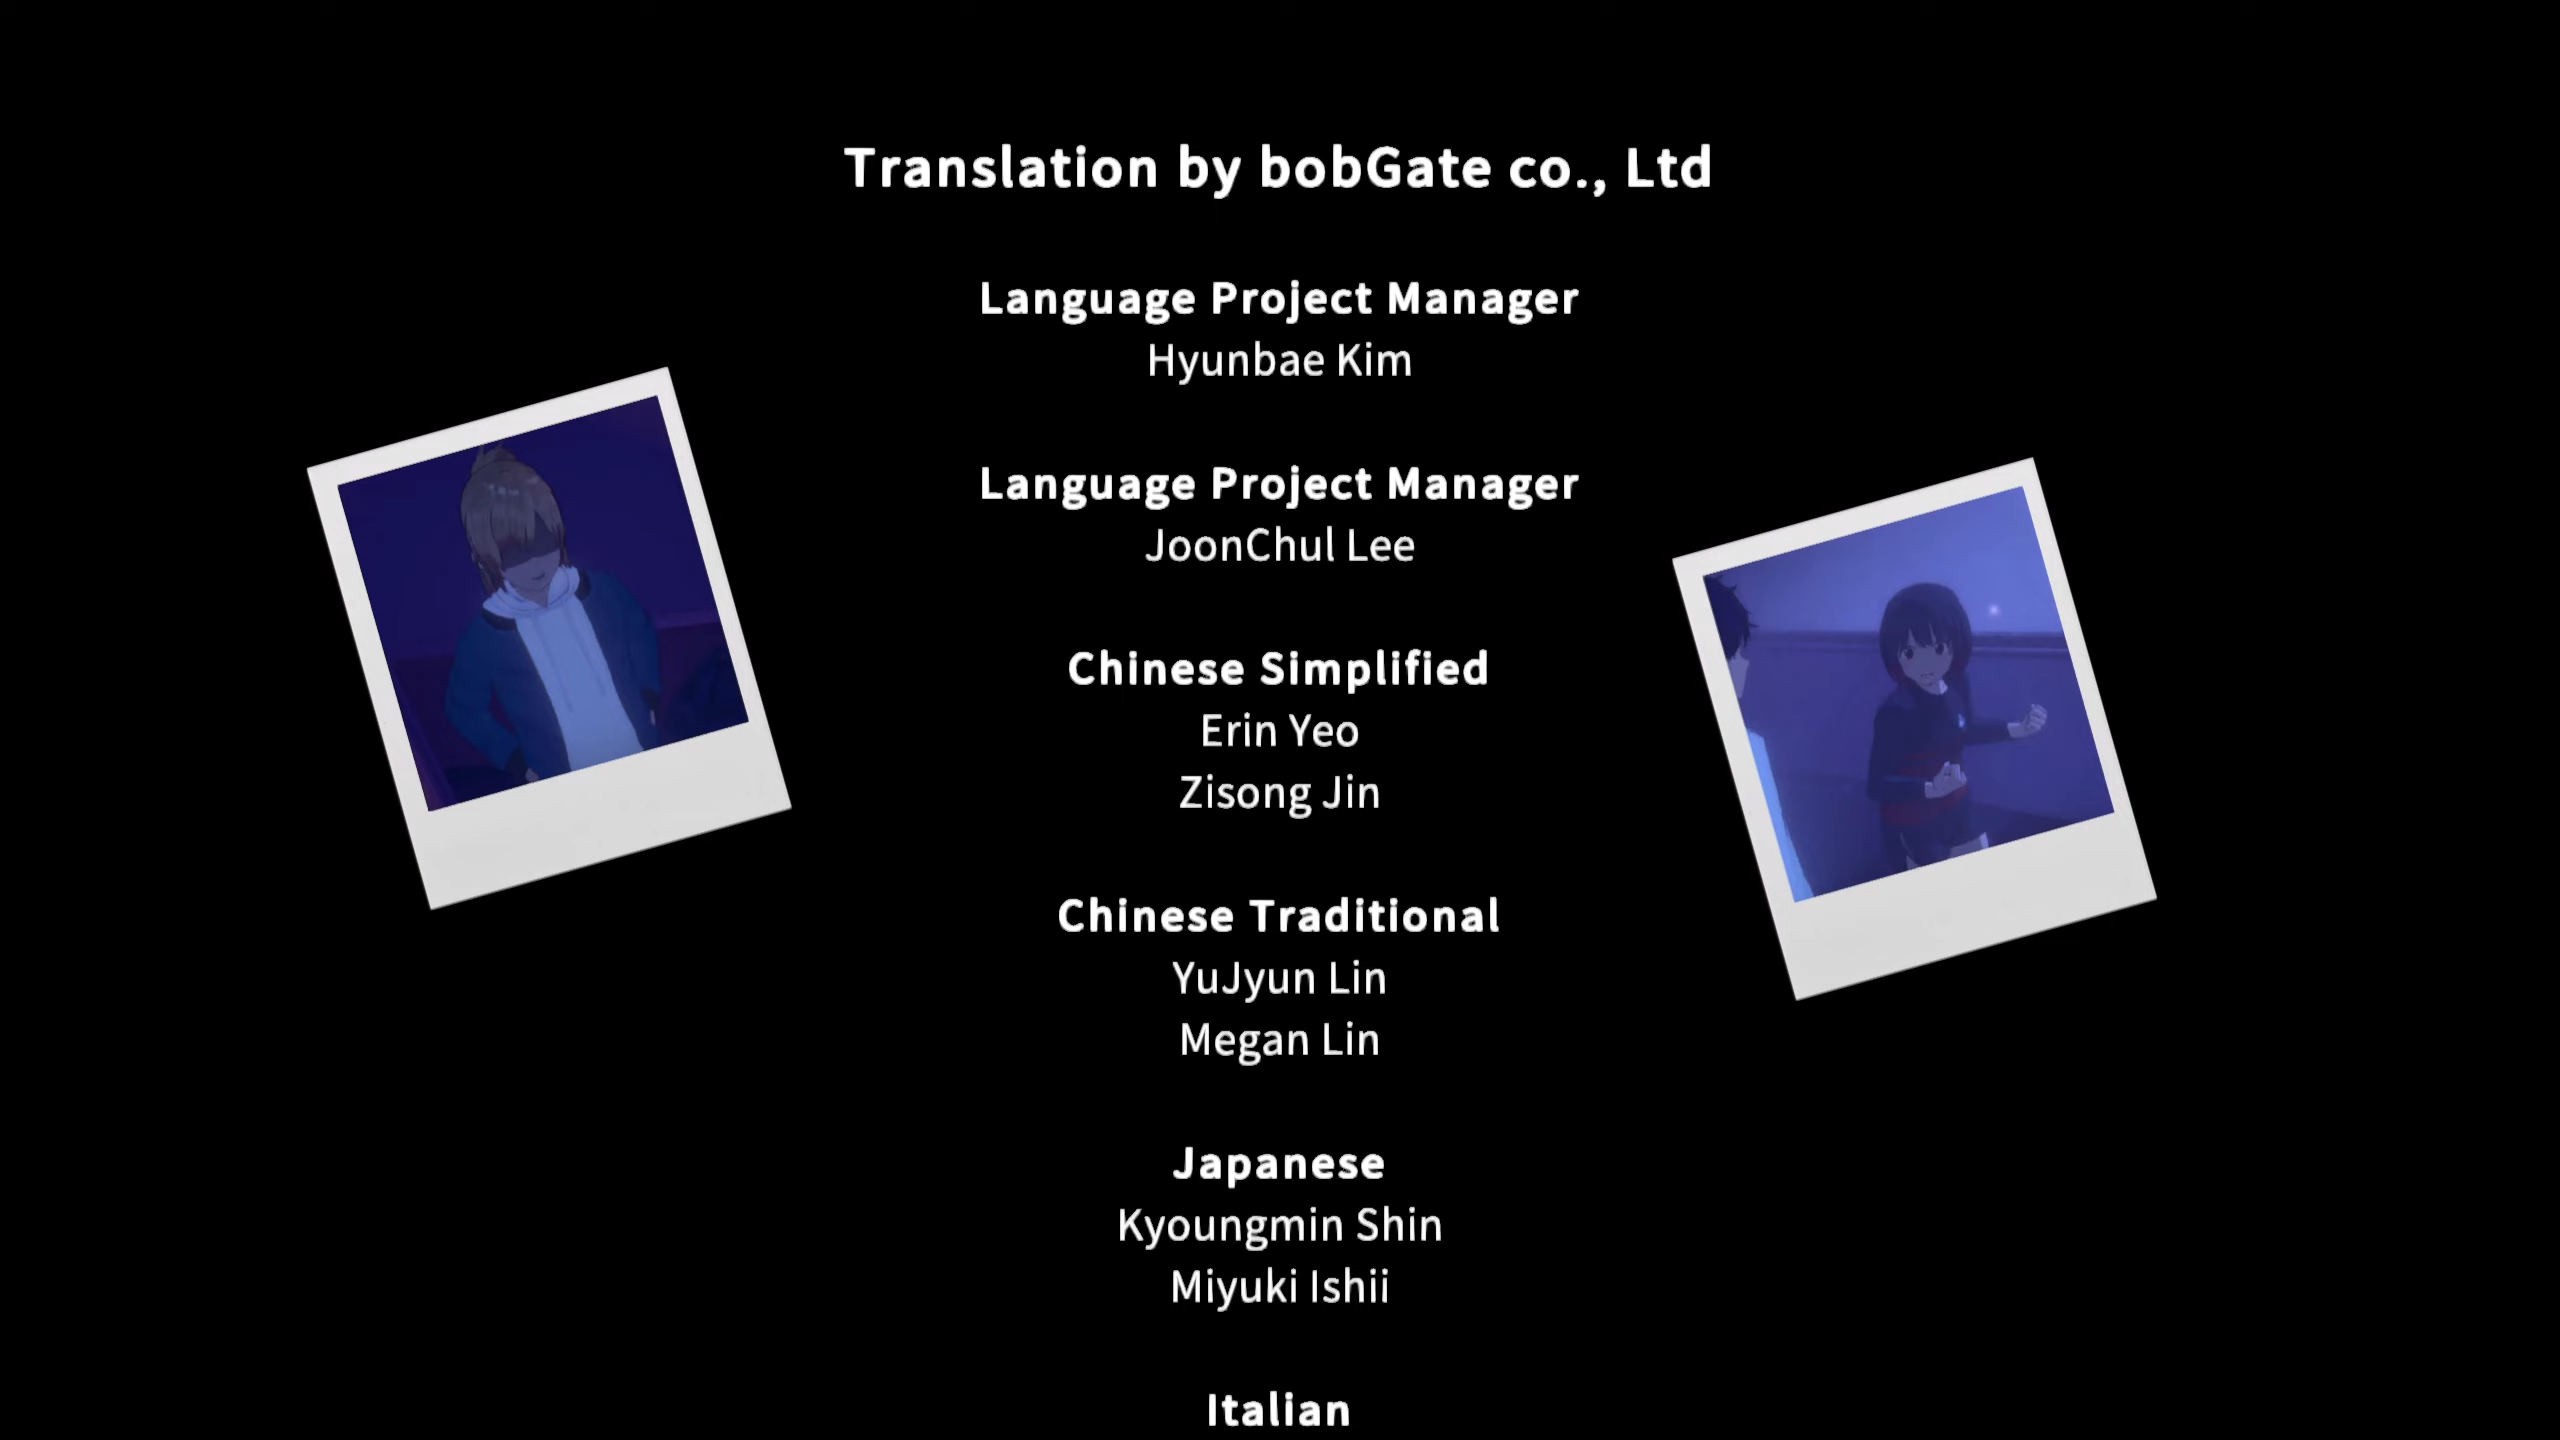 Translation by bobGate co., Ltd
Language Project Manager
Hyunbae Kim
Language Project Manager
JoonChul Lee
Chinese Simplified
Erin Yeo
Zisong Jin
Chinese Traditional
YuJyun Lin
Megan Lin
Japanese
Kyoungmin Shin
Miyuki Ishii
Italian